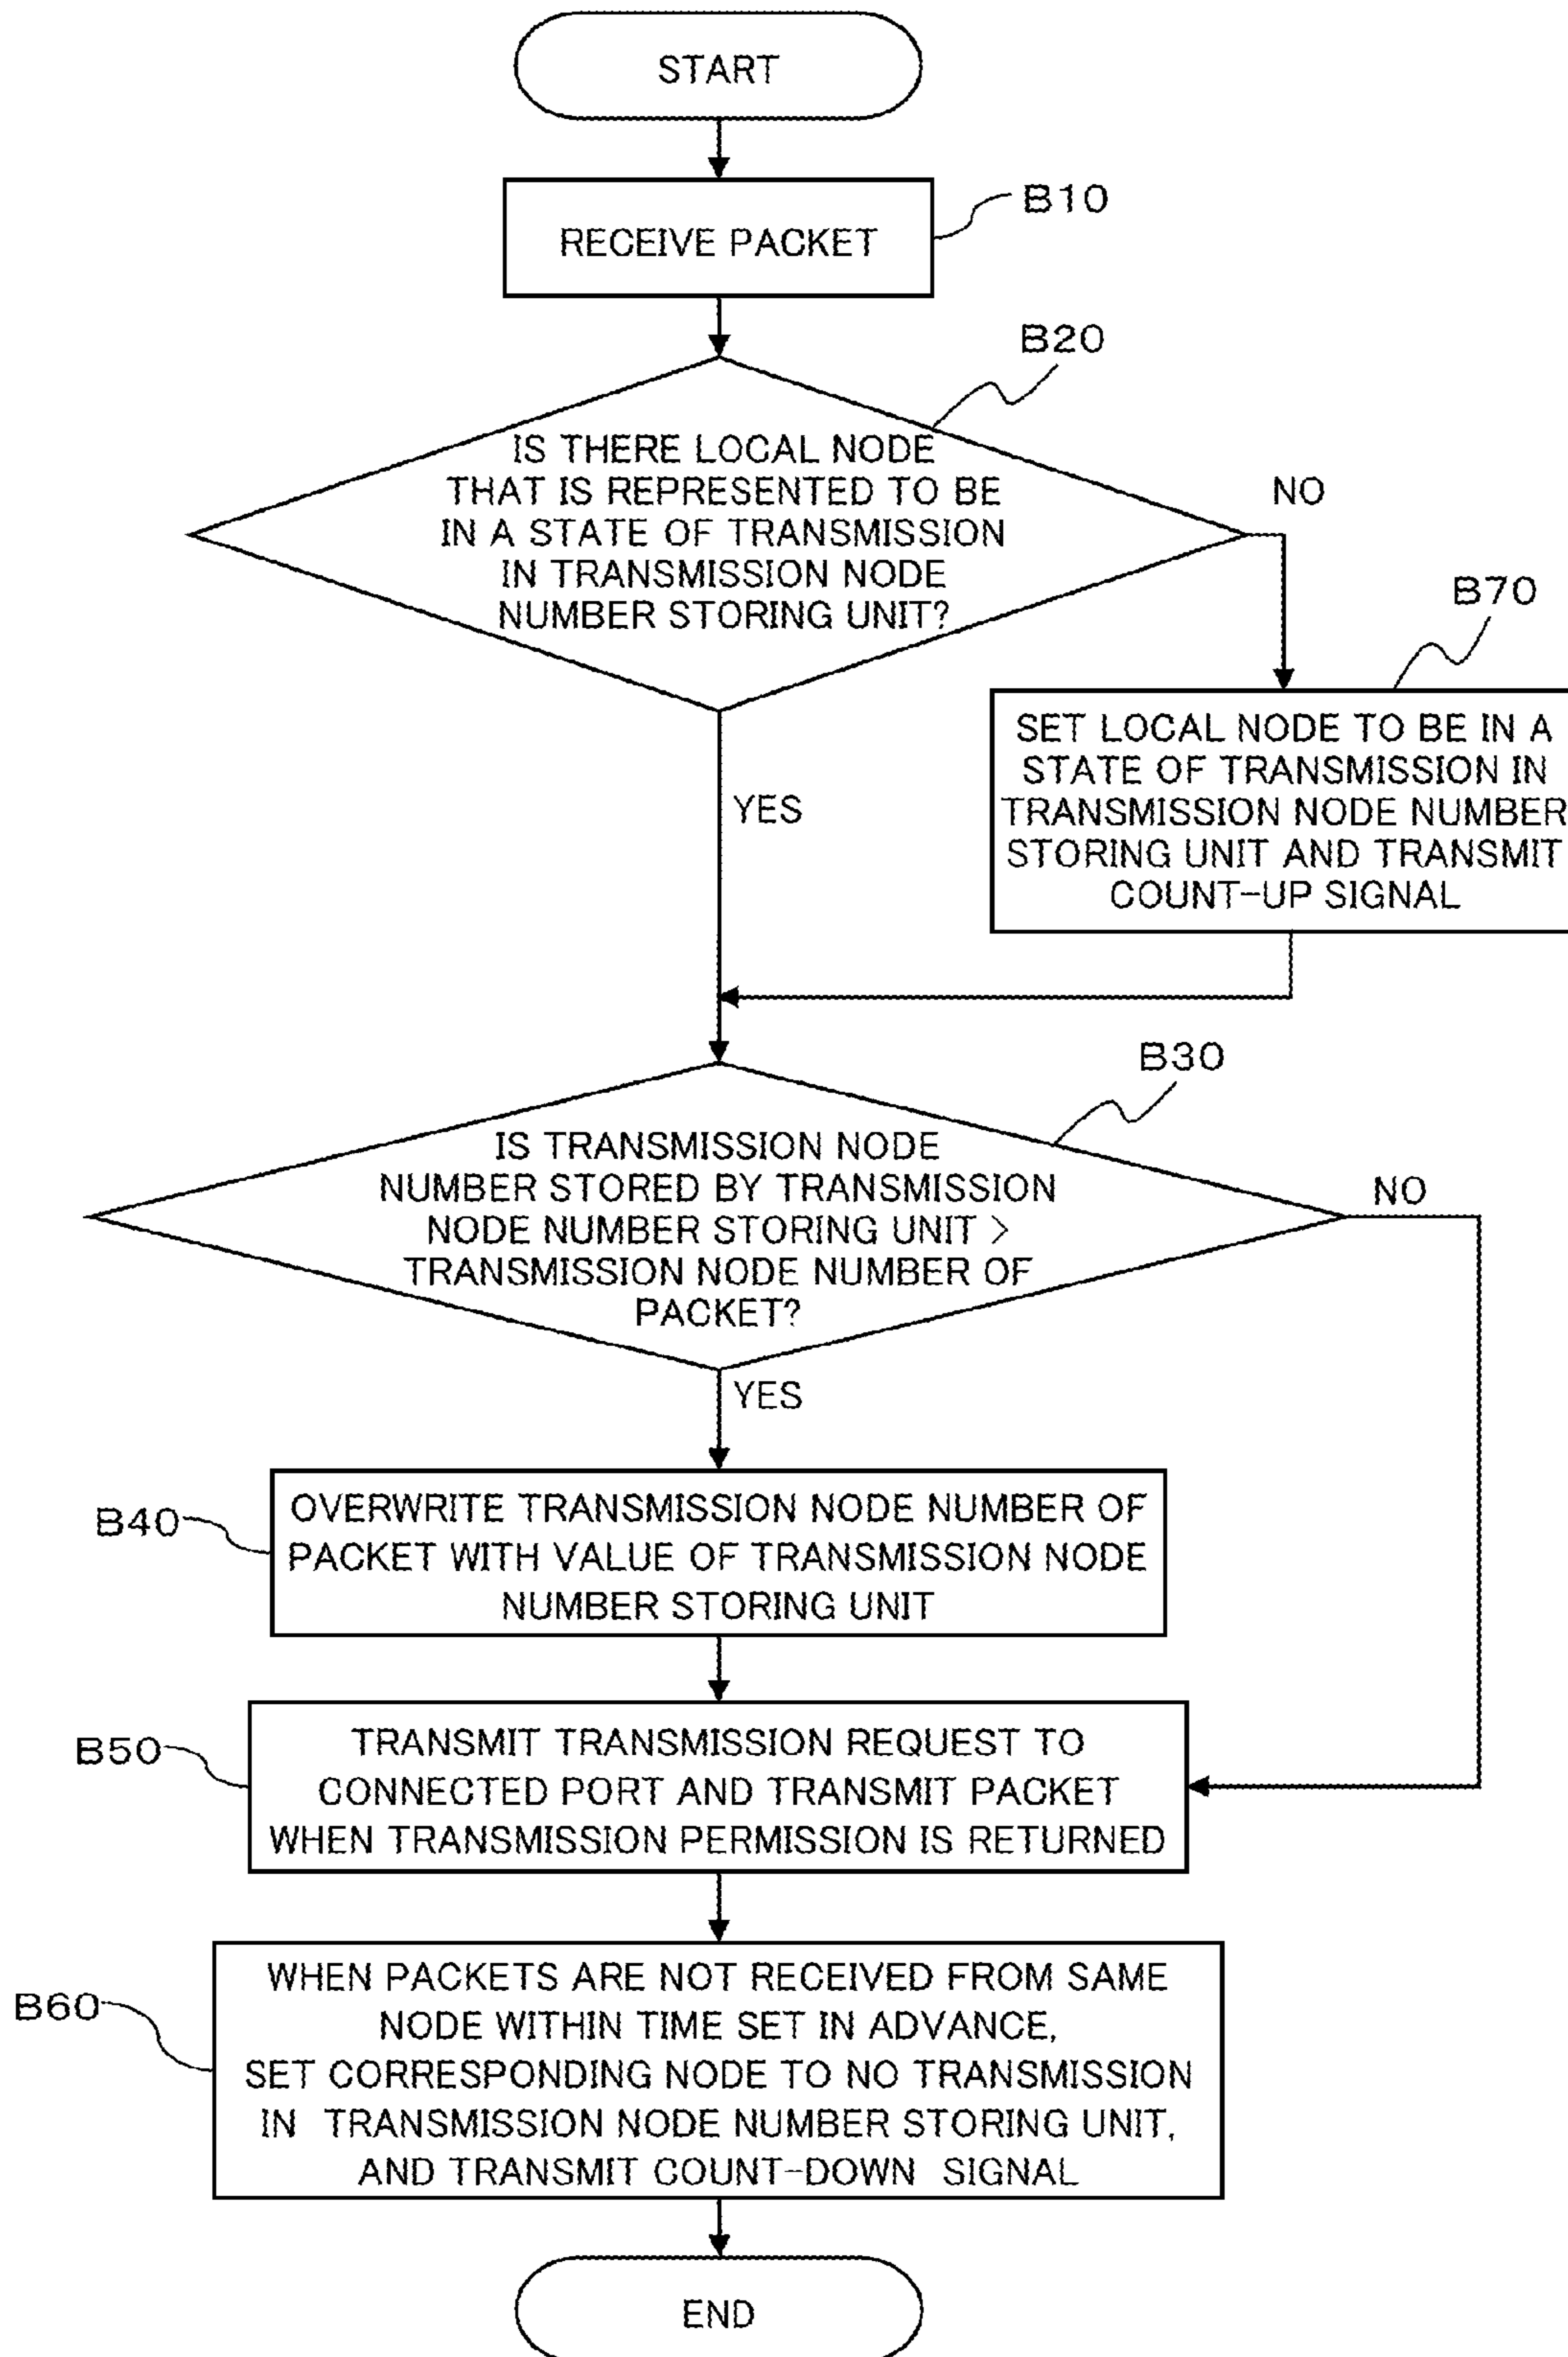 START
RECEIVE PACKET
B10
B20
IS THERE LOCAL NODE
THAT IS REPRESENTED TO BE
IN A STATE OF TRANSMISSION
IN TRANSMISSION NODE
NUMBER STORING UNIT?
NO
B70
SET LOCAL NODE TO BE IN A
STATE OF TRANSMISSION IN
TRANSMISSION NODE NUMBER
STORING UNIT AND TRANSMIT
COUNT-UP SIGNAL
YES
B30
IS TRANSMISSION NODE
NUMBER STORED BY TRANSMISSION
NODE NUMBER STORING UNIT >
TRANSMISSION NODE NUMBER OF
PACKET?
NO
YES
B40
OVERWRITE TRANSMISSION NODE NUMBER OF
PACKET WITH VALUE OF TRANSMISSION NODE
NUMBER STORING UNIT
B50
TRANSMIT TRANSMISSION REQUEST TO
CONNECTED PORT AND TRANSMIT PACKET
WHEN TRANSMISSION PERMISSION IS RETURNED
B60
WHEN PACKETS ARE NOT RECEIVED FROM SAME
NODE WITHIN TIME SET IN ADVANCE,
SET CORRESPONDING NODE TO NO TRANSMISSION
IN TRANSMISSION NODE NUMBER STORING UNIT,
AND TRANSMIT COUNT-DOWN SIGNAL
END